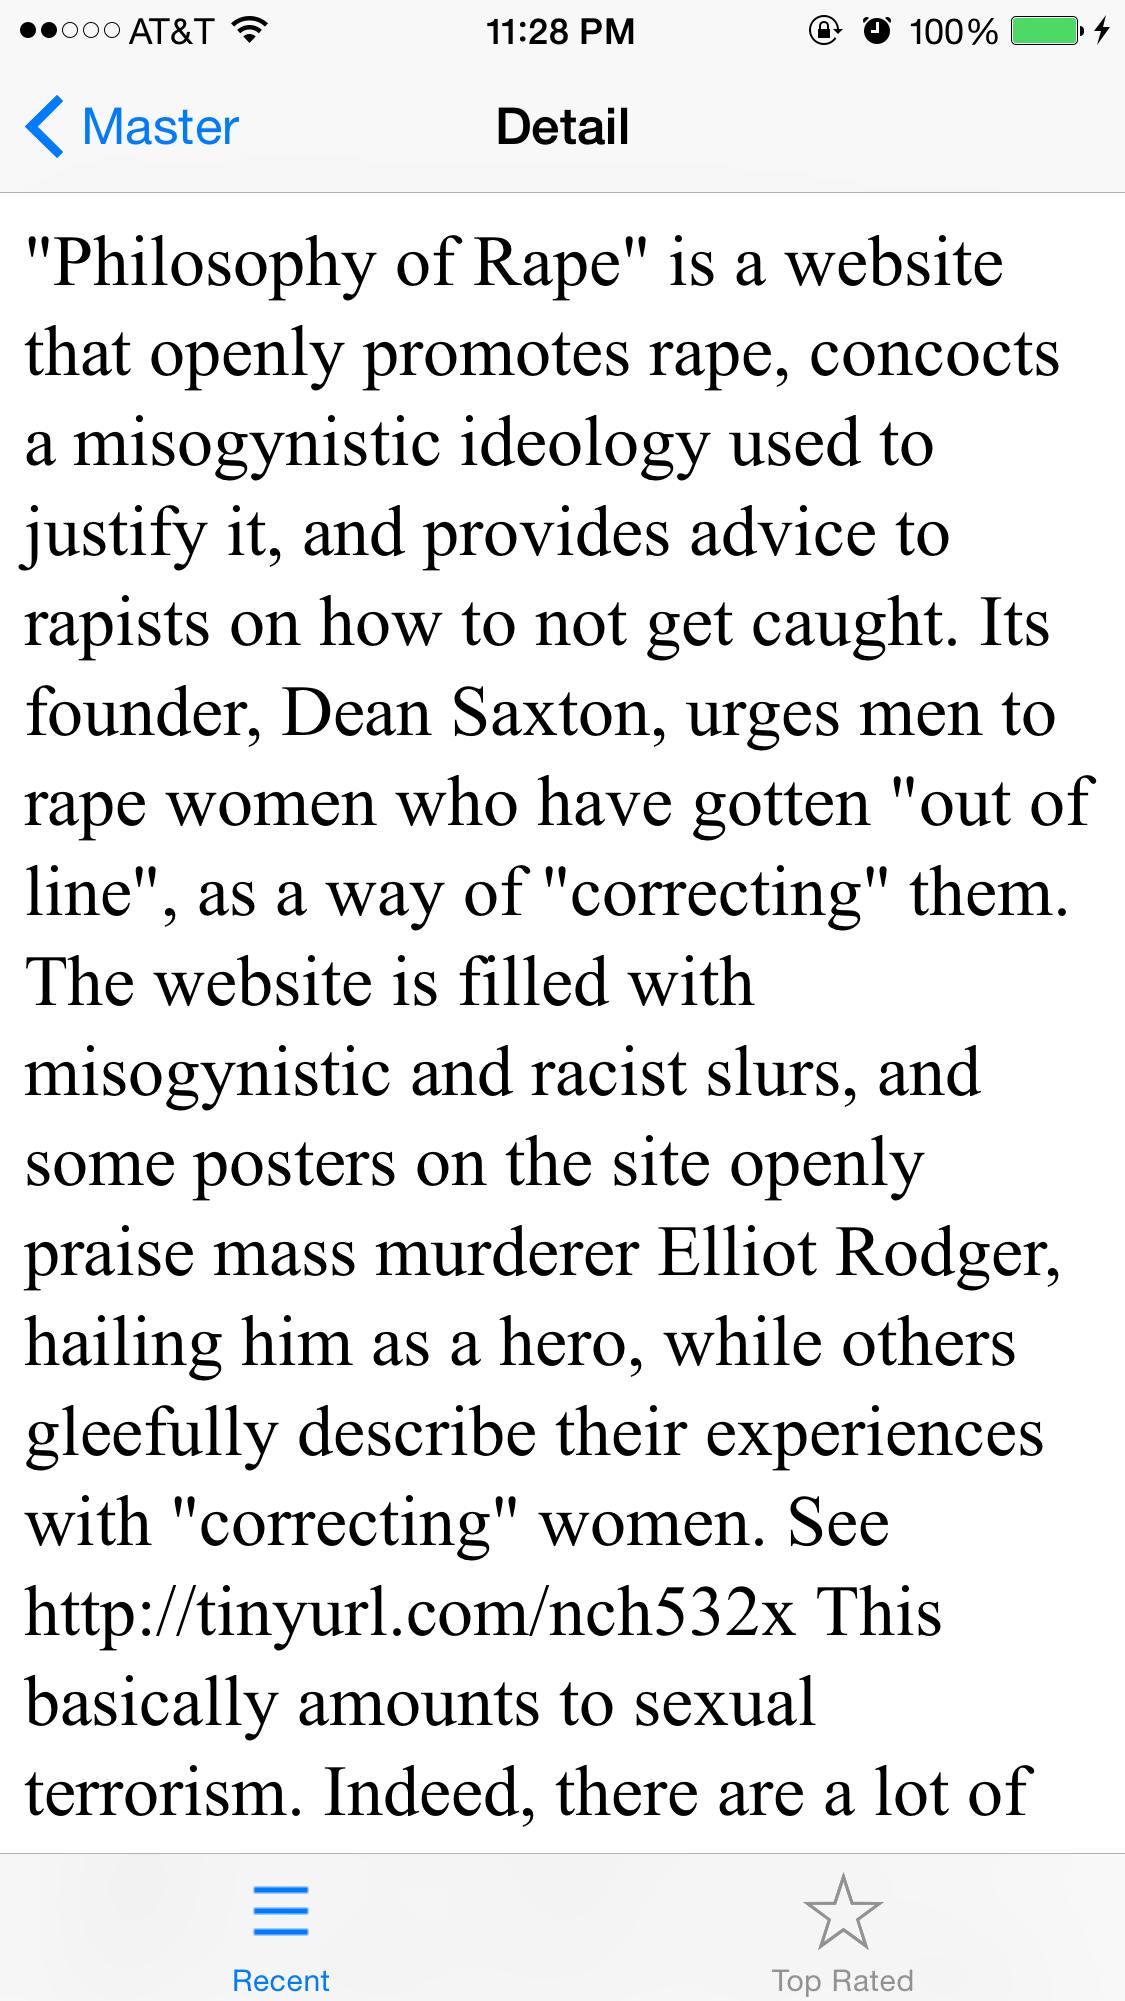 AT&T 11:28 PM 100%
Master Detail
"Philosophy of Rape" is a website
that openly promotes rape, concocts
a misogynistic ideology used to
justify it, and provides advice to
rapists on how to not get caught. Its
founder, Dean Saxton, urges men to
rape women who have gotten "out of
line", as a way of "correcting" them.
The website is filled with
misogynistic and racist slurs, and
some posters on the site openly
praise mass murderer Elliot Rodger,
hailing him as a hero, while others
gleefully describe their experiences
with "correcting" women. See
http://tinyurl.com/nch532x This
basically amounts to sexual
terrorism. Indeed, there are a lot of
Recent Top Rated